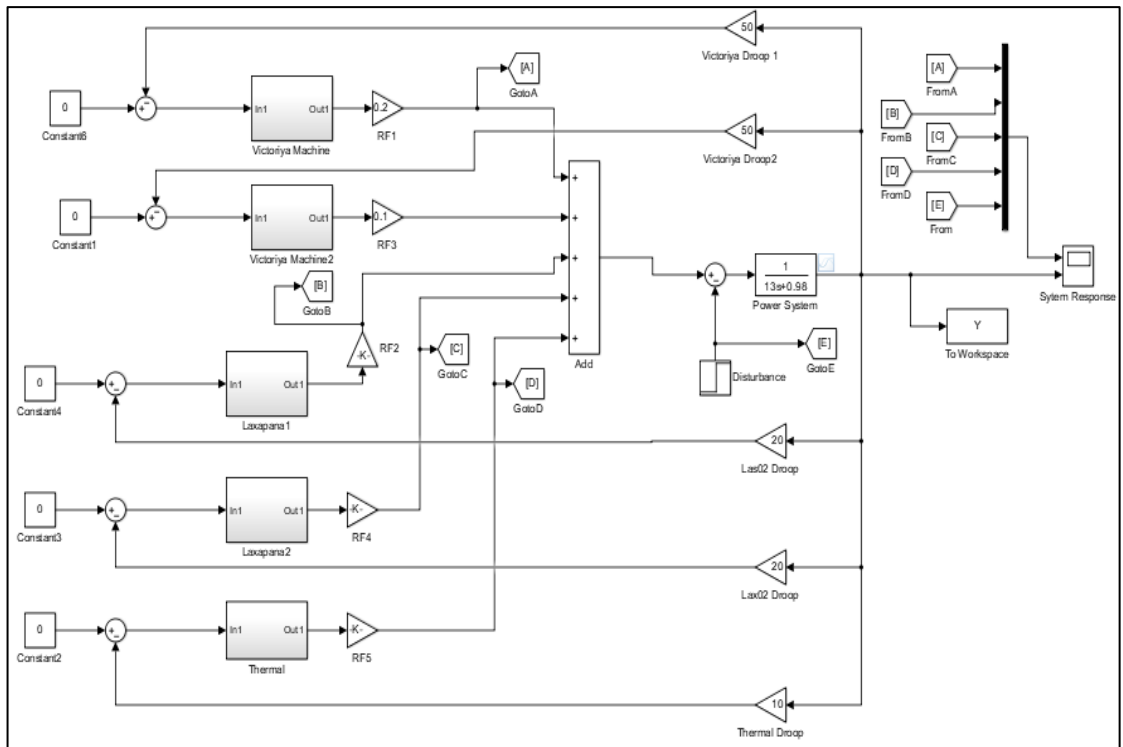 50
Victoriya Droop 1
[A]
GotoA
[A]
FromA
0
Constant6
+
−
In1
Out1
Victoriya Machine
0.2
RF1
[B]
FromB
50
Victoriya Droop2
[C]
FromC
[D]
FromD
[E]
From
0
Constant1
+
−
In1
Out1
Victoriya Machine2
0.1
RF3
+
+
+
+
+
Add
[B]
GotoB
+
−
1
13s+0.98
Power System
Sytem Response
Y
To Workspace
-K-
RF2
[C]
GotoC
[D]
GotoD
Disturbance
[E]
GotoE
0
Constant4
+
−
In1
Out1
Laxapana1
20
Las02 Droop
0
Constant3
+
−
In1
Out1
Laxapana2
-K-
RF4
20
Lax02 Droop
0
Constant2
+
−
In1
Out1
Thermal
-K-
RF5
10
Thermal Droop